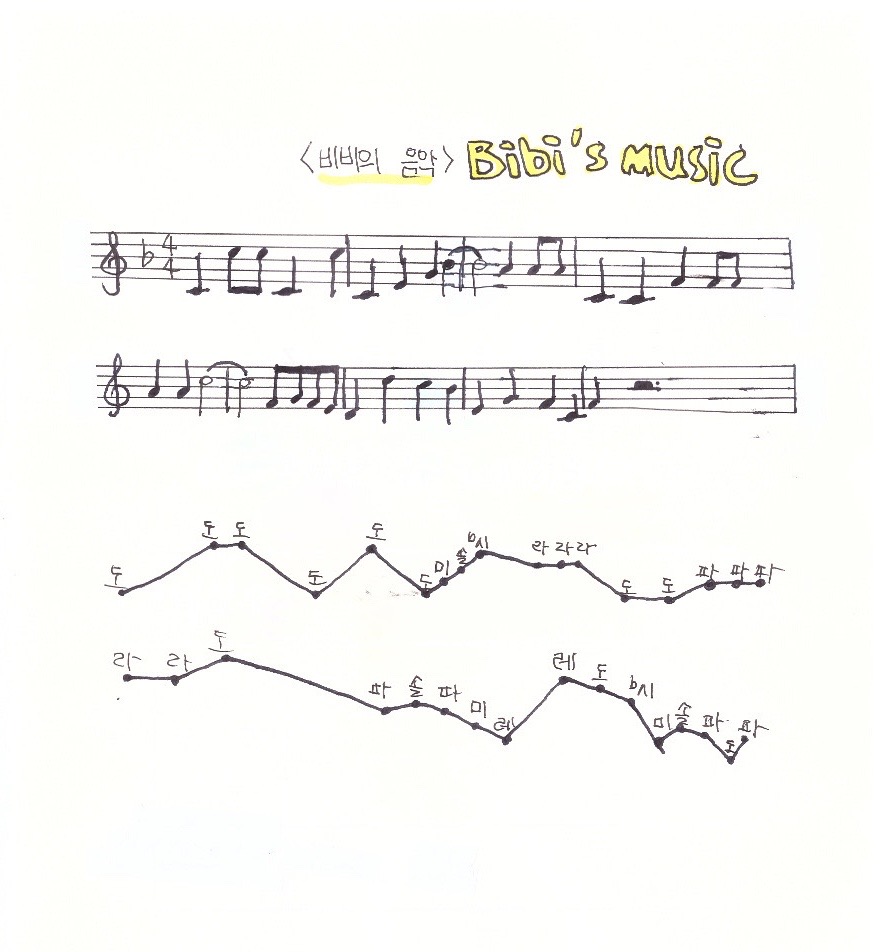 <비비의 음악> Bibi's music
4
4
도 도 도 도 도 도 미 솔 b시 라 라 라 도 도 파 파 파
라 라 도 파 솔 파 미 레 레 도 b시 미 솔 파 도 파